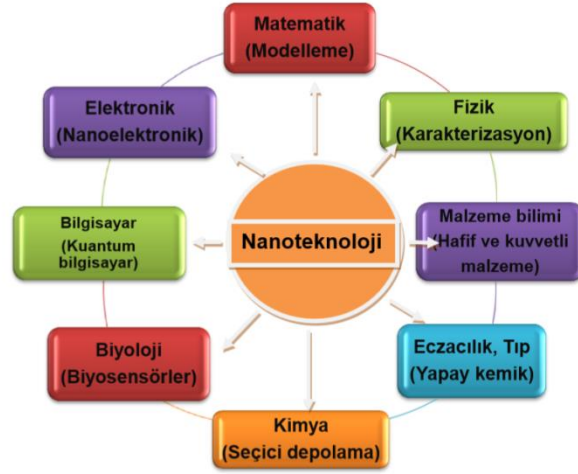 Matematik
(Modelleme)
Elektronik
(Nanoelektronik)
Fizik
(Karakterizasyon)
Bilgisayar
(Kuantum
bilgisayar)
Nanoteknoloji
Malzeme bilimi
(Hafif ve kuvvetli
malzeme)
Biyoloji
(Biyosensörler)
Eczacılık, Tıp
(Yapay kemik)
Kimya
(Seçici depolama)